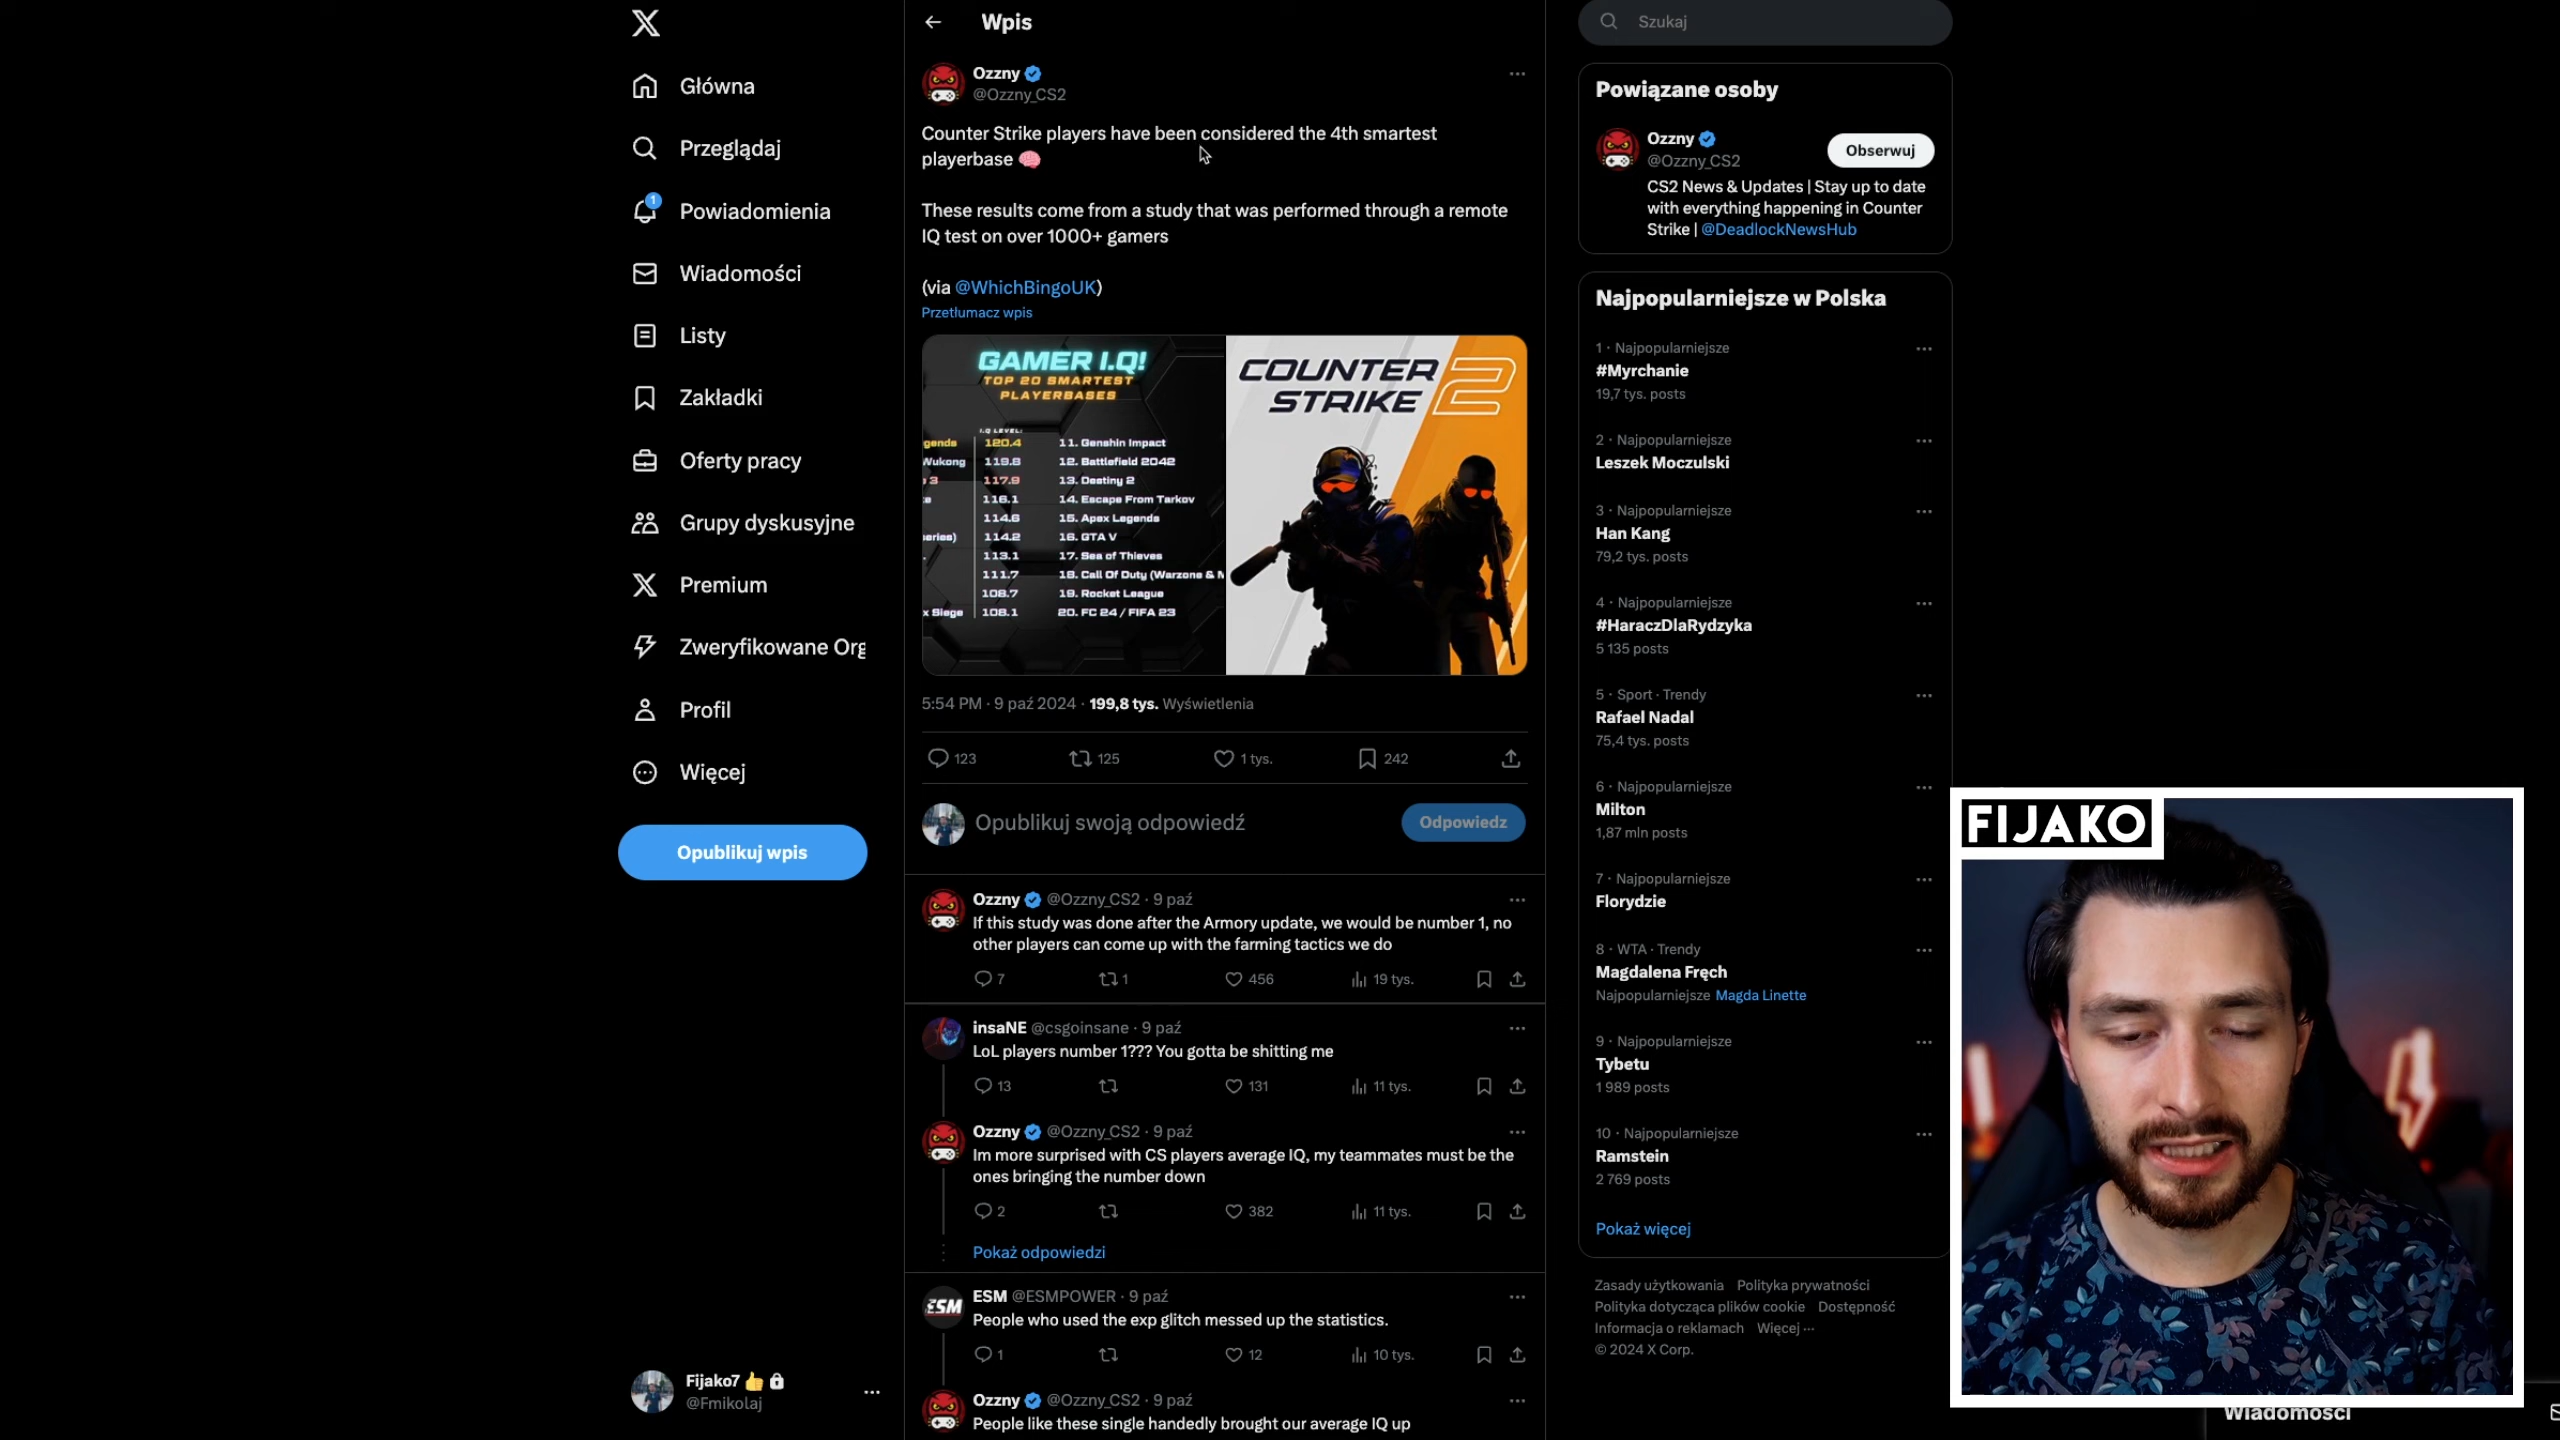 Główna
Przeglądaj
1
Powiadomienia
Wiadomości
Listy
Zakładki
Oferty pracy
Grupy dyskusyjne
Premium
Zweryfikowane Org
Profil
Więcej
Opublikuj wpis
Fijako7
@Fmikolaj
Wpis
Ozzny
@Ozzny_CS2
Counter Strike players have been considered the 4th smartest
playerbase
These results come from a study that was performed through a remote
IQ test on over 1000+ gamers
(via @WhichBingoUK)
Przetłumacz wpis
GAMER I.Q!
TOP 20 SMARTEST
PLAYERBASES
I.Q LEVEL:
120.4 11. Genshin Impact
Wukong 119.8 12. Battlefield 2042
3 117.9 13. Destiny 2
116.1 14. Escape From Tarkov
114.6 15. Apex Legends
114.2 16. GTA V
113.1 17. Sea of Thieves
111.7 18. Call Of Duty (Warzone &
108.7 19. Rocket League
x Siege 108.1 20. FC 24 / FIFA 23
COUNTER
STRIKE 2
5:54 PM · 9 paź 2024 · 199,8 tys. Wyświetlenia
123 125 1 tys. 242
Opublikuj swoją odpowiedź
Odpowiedz
Ozzny @Ozzny_CS2 · 9 paź
If this study was done after the Armory update, we would be number 1, no
other players can come up with the farming tactics we do
7 1 456 19 tys.
insaNE @csgoinsane · 9 paź
LoL players number 1??? You gotta be shitting me
13 131 11 tys.
Ozzny @Ozzny_CS2 · 9 paź
Im more surprised with CS players average IQ, my teammates must be the
ones bringing the number down
2 382 11 tys.
Pokaż odpowiedzi
ESM @ESMPOWER · 9 paź
People who used the exp glitch messed up the statistics.
1 12 10 tys.
Ozzny @Ozzny_CS2 · 9 paź
People like these single handedly brought our average IQ up
Szukaj
Powiązane osoby
Ozzny
@Ozzny_CS2
Obserwuj
CS2 News & Updates | Stay up to date
with everything happening in Counter
Strike | @DeadlockNewsHub
Najpopularniejsze w Polska
1 · Najpopularniejsze
#Myrchanie
19,7 tys. posts
2 · Najpopularniejsze
Leszek Moczulski
3 · Najpopularniejsze
Han Kang
79,2 tys. posts
4 · Najpopularniejsze
#HaraczDlaRydzyka
5 135 posts
5 · Sport · Trendy
Rafael Nadal
75,4 tys. posts
6 · Najpopularniejsze
Milton
1,87 mln posts
7 · Najpopularniejsze
Florydzie
8 · WTA · Trendy
Magdalena Fręch
Najpopularniejsze Magda Linette
9 · Najpopularniejsze
Tybetu
1 989 posts
10 · Najpopularniejsze
Ramstein
2 769 posts
Pokaż więcej
Zasady użytkowania Polityka prywatności
Polityka dotycząca plików cookie Dostępność
Informacja o reklamach Więcej ···
© 2024 X Corp.
FIJAKO
Wiadomości